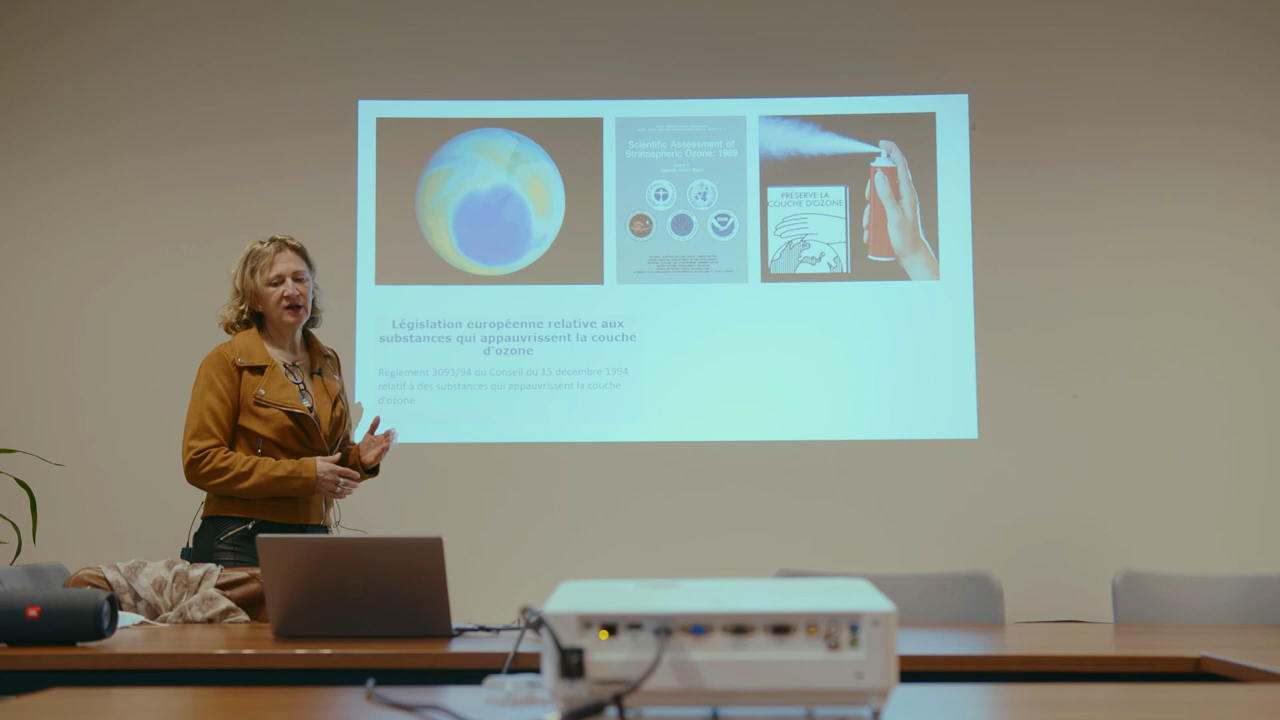 Scientific Assessment of
Stratospheric Ozone: 1989
PRESERVE LA
COUCHE D'OZONE
Législation européenne relative aux
substances qui appauvrissent la couche
d'ozone
Règlement 3093/94 du Conseil du 15 décembre 1994
relatif à des substances qui appauvrissent la couche
d'ozone
JBL